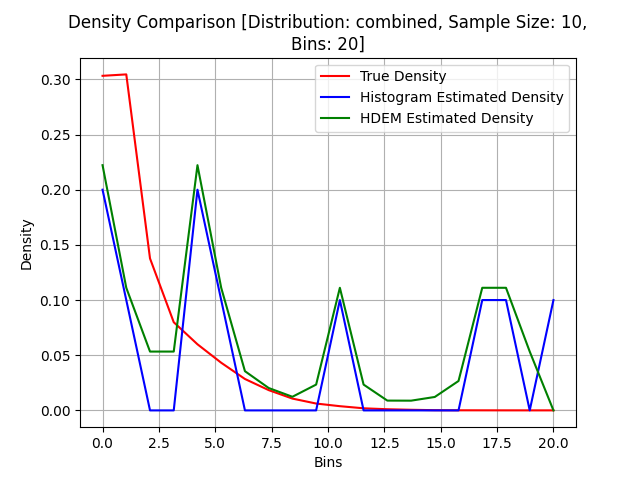 Density Comparison [Distribution: combined, Sample Size: 10,
Bins: 20]
True Density
Histogram Estimated Density
HDEM Estimated Density
Density
0.30
0.25
0.20
0.15
0.10
0.05
0.00
0.0 2.5 5.0 7.5 10.0 12.5 15.0 17.5 20.0
Bins